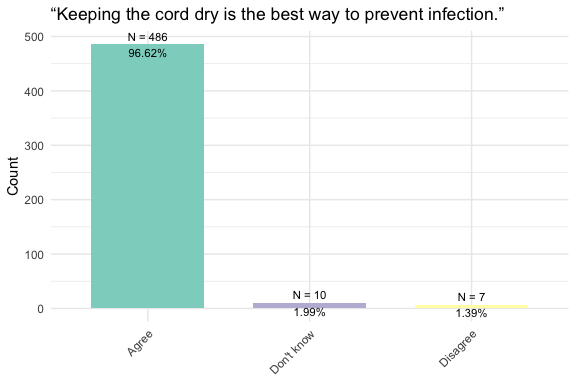 “Keeping the cord dry is the best way to prevent infection.”
Count
500
400
300
200
100
0
N = 486
96.62%
N = 10
1.99%
N = 7
1.39%
Agree
Don't know
Disagree